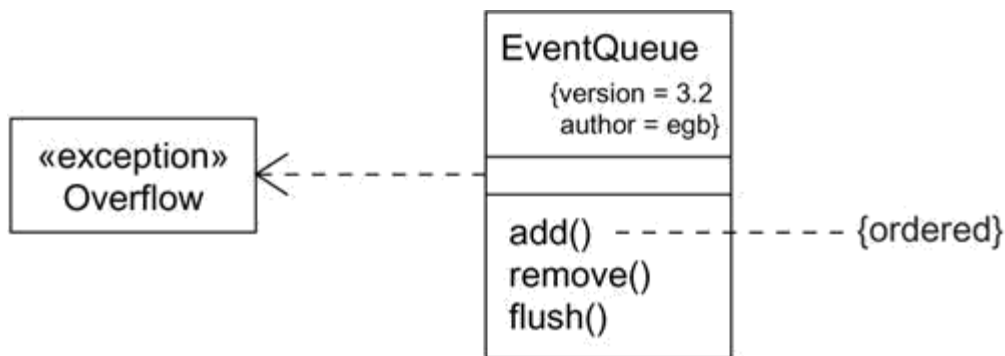 EventQueue
{version = 3.2
author = egb}
«exception»
Overflow
add()
{ordered}
remove()
flush()